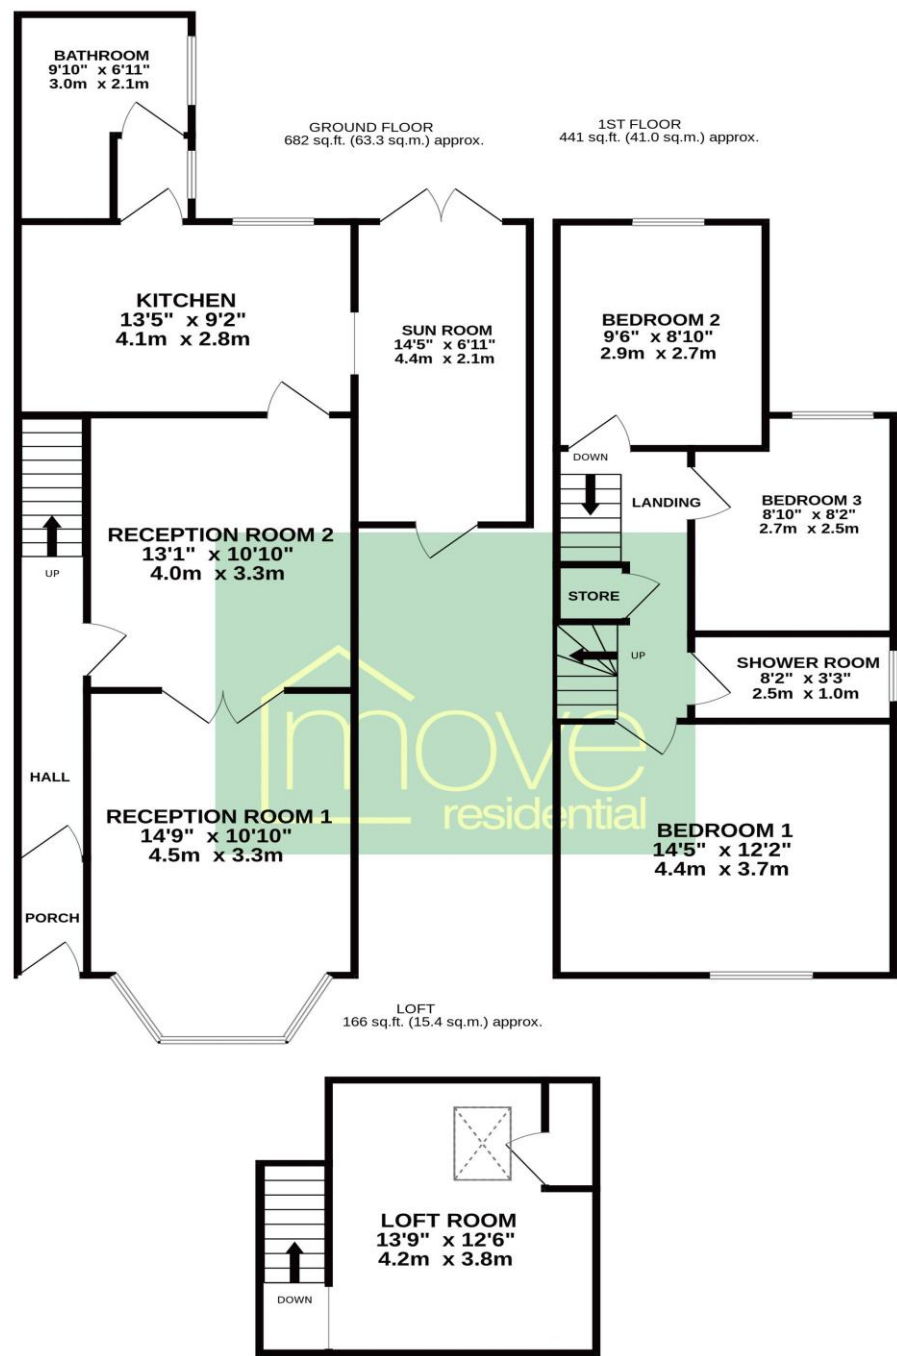 BATHROOM
9'10" x 6'11"
3.0m x 2.1m
GROUND FLOOR
682 sq.ft. (63.3 sq.m.) approx.
1ST FLOOR
441 sq.ft. (41.0 sq.m.) approx.
KITCHEN
13'5" x 9'2"
4.1m x 2.8m
SUN ROOM
14'5" x 6'11"
4.4m x 2.1m
BEDROOM 2
9'6" x 8'10"
2.9m x 2.7m
DOWN
LANDING
BEDROOM 3
8'10" x 8'2"
2.7m x 2.5m
RECEPTION ROOM 2
13'1" x 10'10"
4.0m x 3.3m
UP
STORE
UP
SHOWER ROOM
8'2" x 3'3"
2.5m x 1.0m
HALL
move
residential
RECEPTION ROOM 1
14'9" x 10'10"
4.5m x 3.3m
BEDROOM 1
14'5" x 12'2"
4.4m x 3.7m
PORCH
LOFT
166 sq.ft. (15.4 sq.m.) approx.
LOFT ROOM
13'9" x 12'6"
4.2m x 3.8m
DOWN